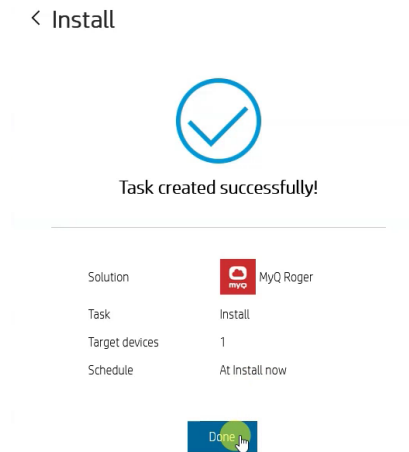 Install
Task created successfully!
Solution myQ MyQ Roger
Task Install
Target devices 1
Schedule At Install now
Done